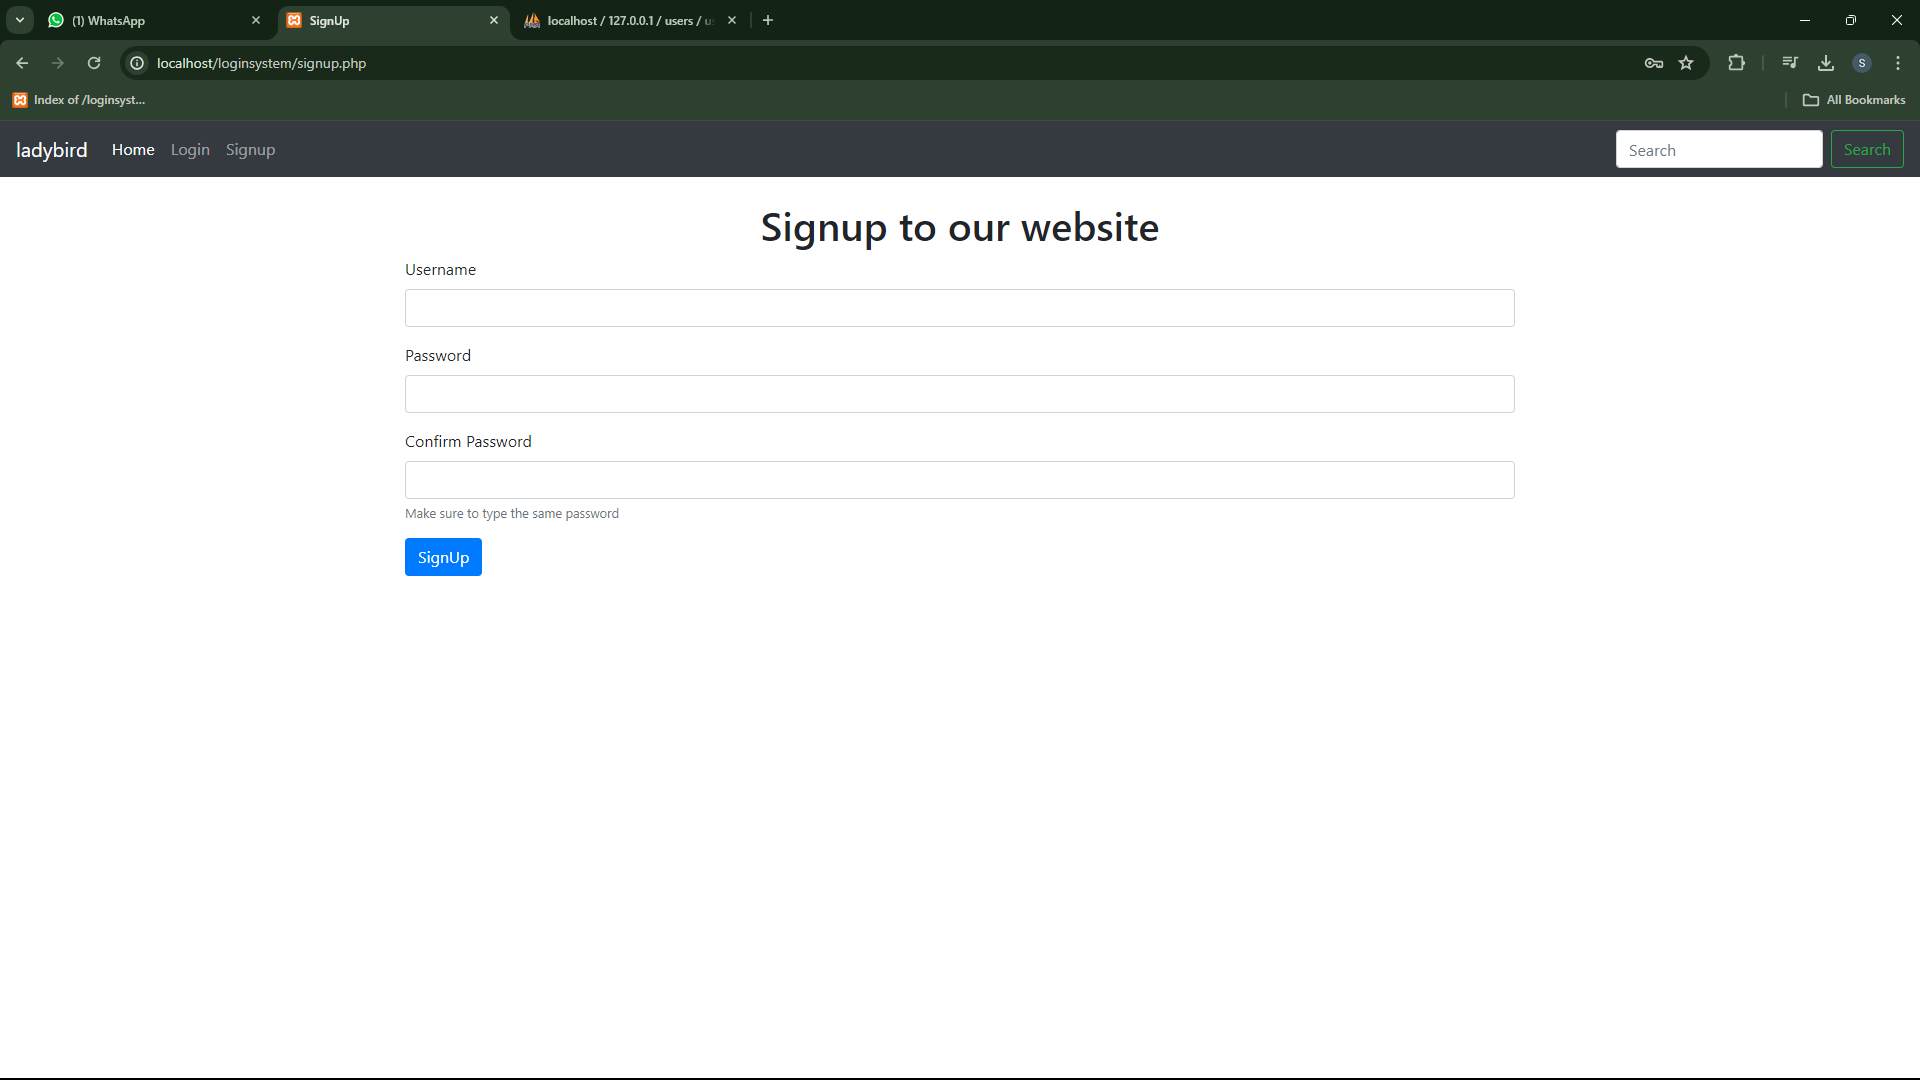 (1) WhatsApp
SignUp
localhost / 127.0.0.1 / users / u
localhost/loginsystem/signup.php
S
Index of /loginsyst...
All Bookmarks
ladybird
Home
Login
Signup
Search
Search
Signup to our website
Username
Password
Confirm Password
Make sure to type the same password
SignUp